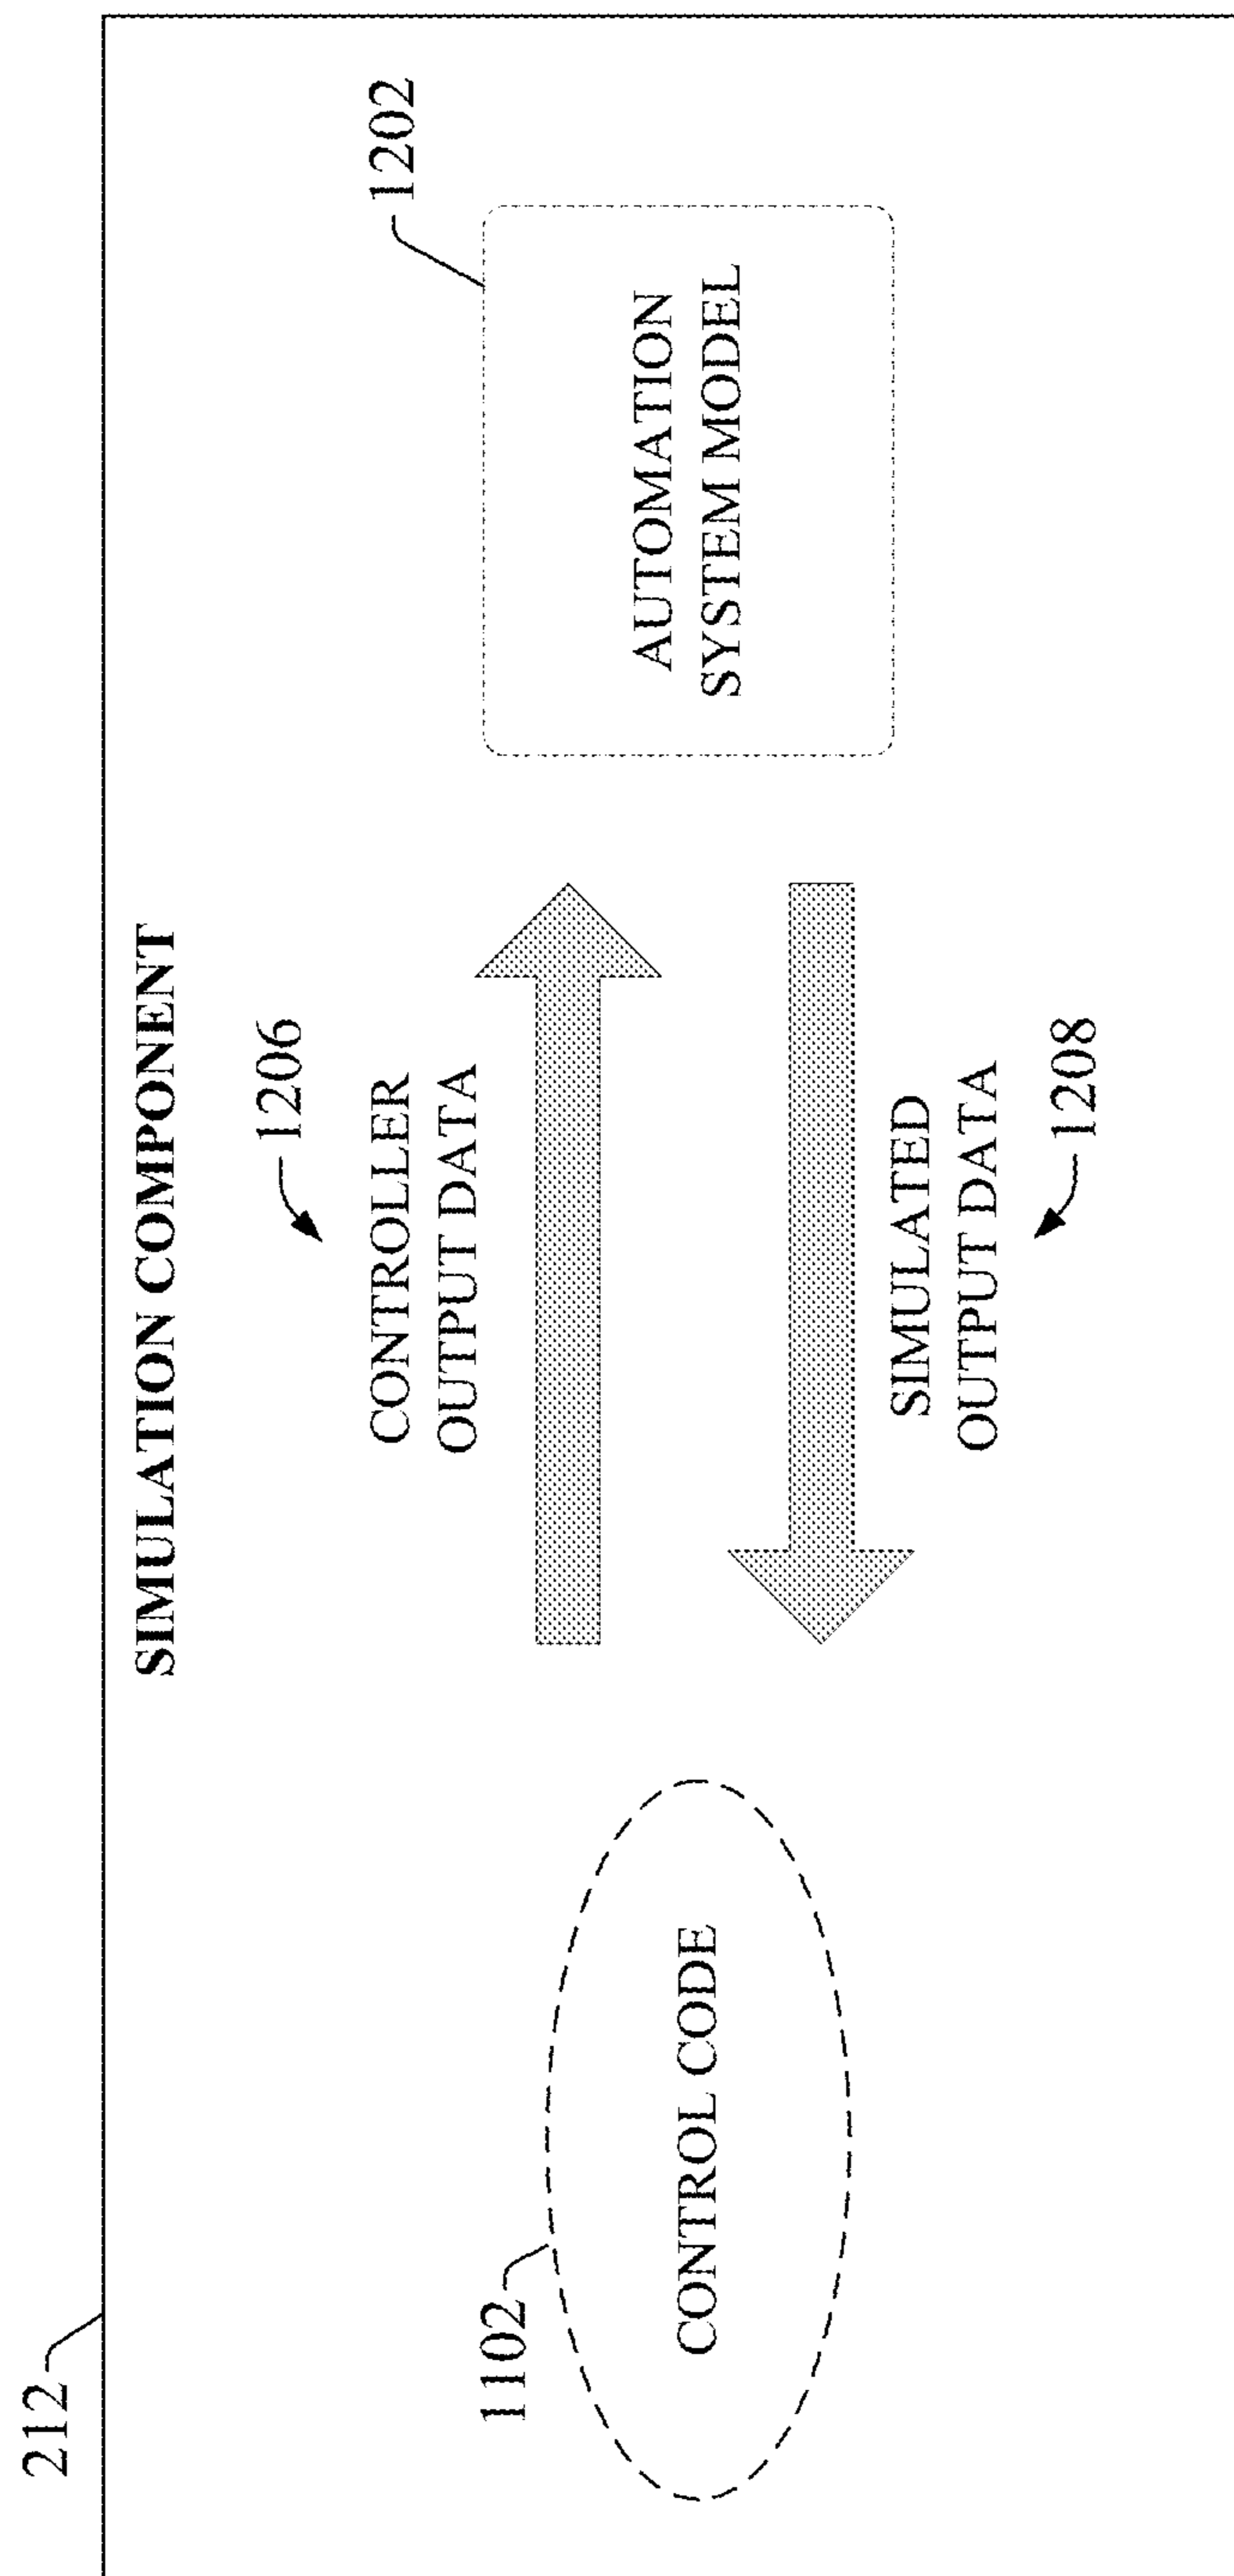 212
SIMULATION COMPONENT
1206
CONTROLLER
OUTPUT DATA
1202
1102
CONTROL CODE
AUTOMATION
SYSTEM MODEL
SIMULATED
OUTPUT DATA
1208